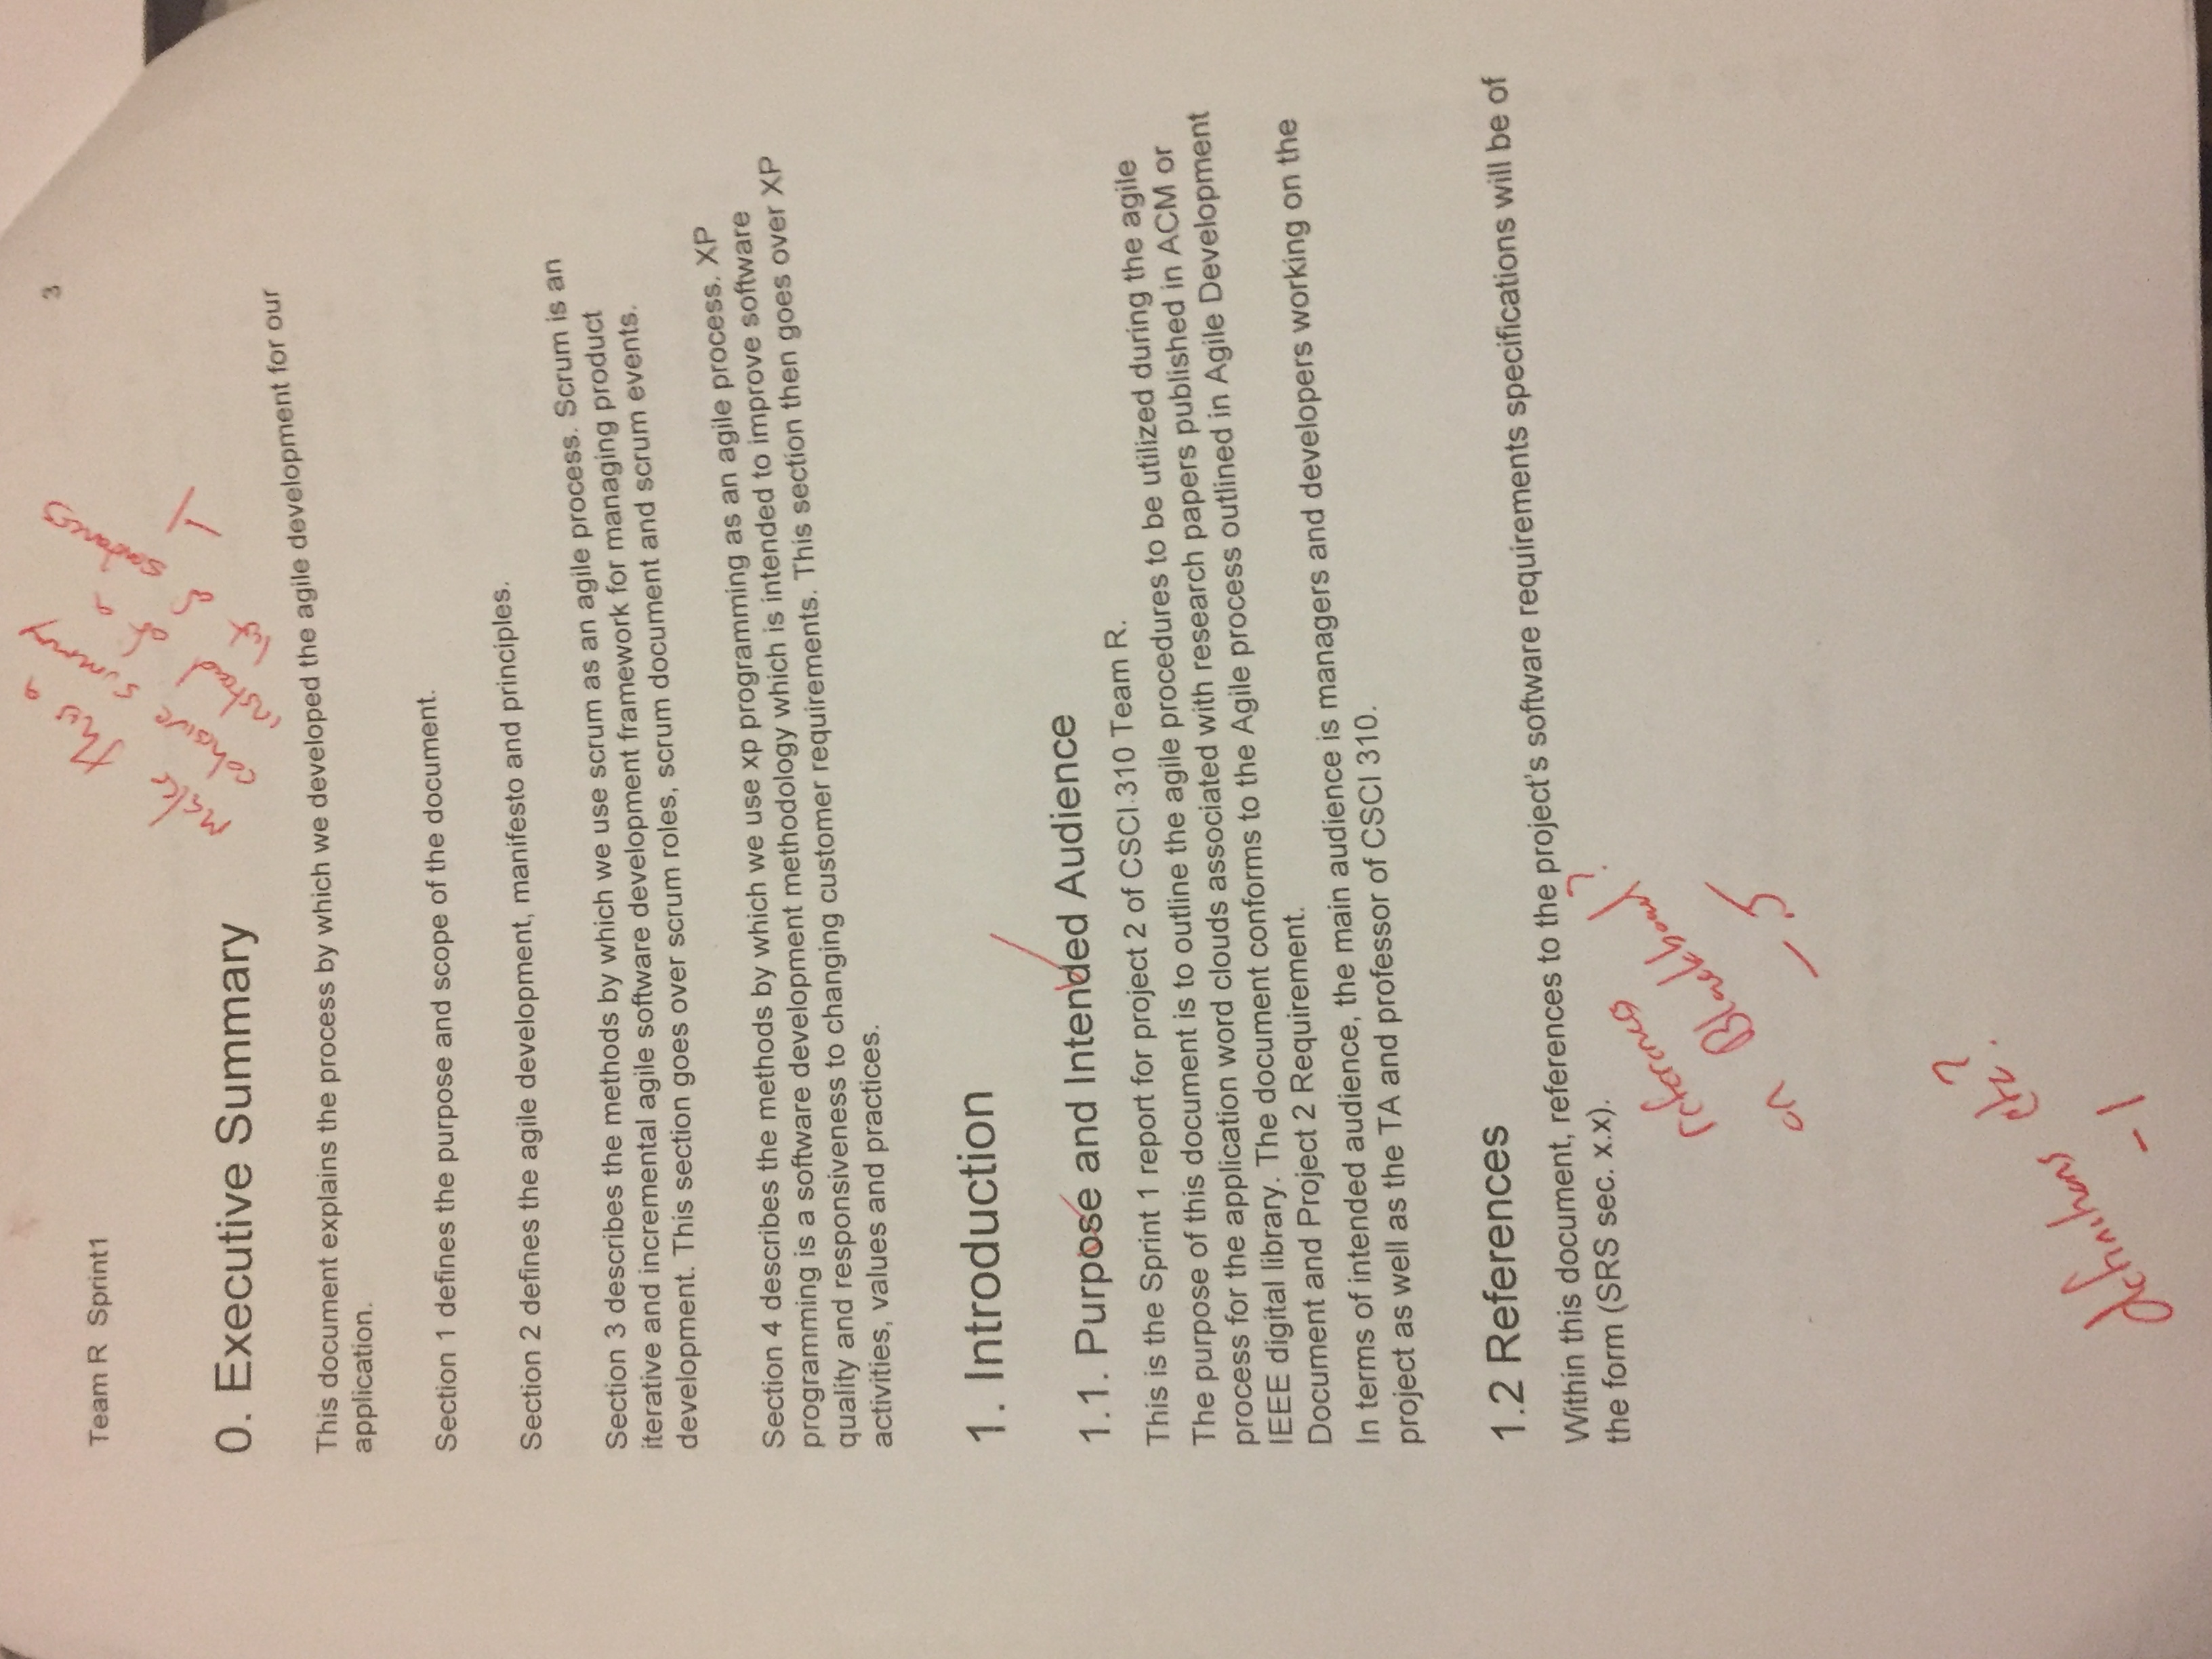 3
Team R Sprint1
make this a
cohesive summary
instead of a
list of sentences
-1
0. Executive Summary
This document explains the process by which we developed the agile development for our
application.
Section 1 defines the purpose and scope of the document.
Section 2 defines the agile development, manifesto and principles.
Section 3 describes the methods by which we use scrum as an agile process. Scrum is an
iterative and incremental agile software development framework for managing product
development. This section goes over scrum roles, scrum document and scrum events.
Section 4 describes the methods by which we use xp programming as an agile process. XP
programming is a software development methodology which is intended to improve software
quality and responsiveness to changing customer requirements. This section then goes over XP
activities, values and practices.
1. Introduction
1.1. Purpose and Intended Audience
This is the Sprint 1 report for project 2 of CSCI 310 Team R.
The purpose of this document is to outline the agile procedures to be utilized during the agile
process for the application word clouds associated with research papers published in ACM or
IEEE digital library. The document conforms to the Agile process outlined in Agile Development
Document and Project 2 Requirement.
In terms of intended audience, the main audience is managers and developers working on the
project as well as the TA and professor of CSCI 310.
1.2 References
Within this document, references to the project's software requirements specifications will be of
the form (SRS sec. x.x).
references
on Blackboard?
-.5
definitions etc?
-1